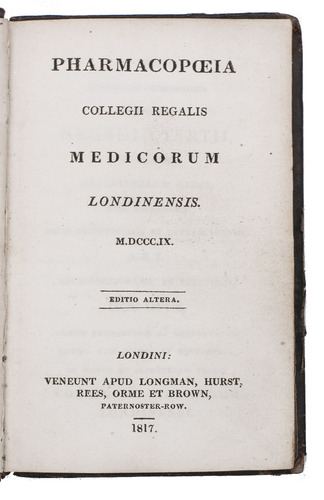 PHARMACOPŒIA
COLLEGII REGALIS
MEDICORUM
LONDINENSIS.
M.DCCC.IX.
EDITIO ALTERA.
LONDINI:
VENEUNT APUD LONGMAN, HURST,
REES, ORME ET BROWN,
PATERNOSTER-ROW.
1817.